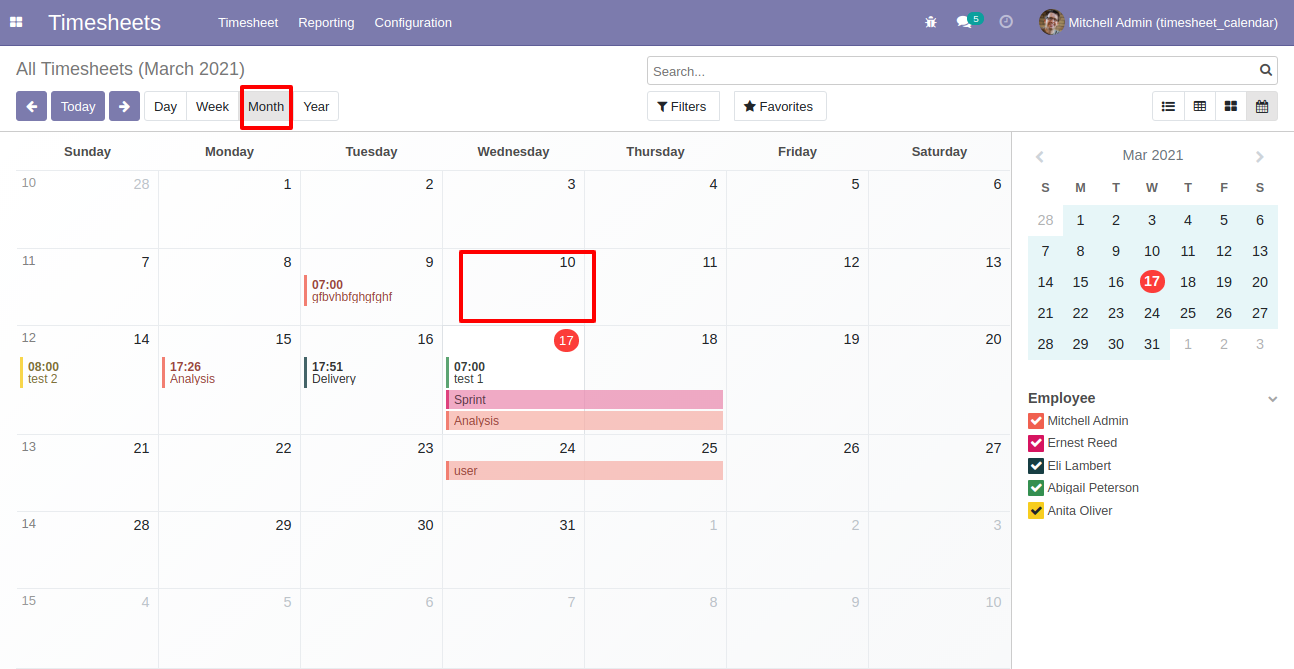 Timesheets Timesheet Reporting Configuration 5 Mitchell Admin (timesheet_calendar)
All Timesheets (March 2021)
Search...
Today Day Week Month Year Filters Favorites
Sunday Monday Tuesday Wednesday Thursday Friday Saturday
10 28 1 2 3 4 5 6
11 7 8 9 10 11 12 13
07:00
gfbvhbfghgfghf
12 14 15 16 17 18 19 20
08:00 17:26 17:51 07:00
test 2 Analysis Delivery test 1
Sprint
Analysis
13 21 22 23 24 25 26 27
user
14 28 29 30 31 1 2 3
15 4 5 6 7 8 9 10
Mar 2021
S M T W T F S
28 1 2 3 4 5 6
7 8 9 10 11 12 13
14 15 16 17 18 19 20
21 22 23 24 25 26 27
28 29 30 31 1 2 3
Employee
Mitchell Admin
Ernest Reed
Eli Lambert
Abigail Peterson
Anita Oliver